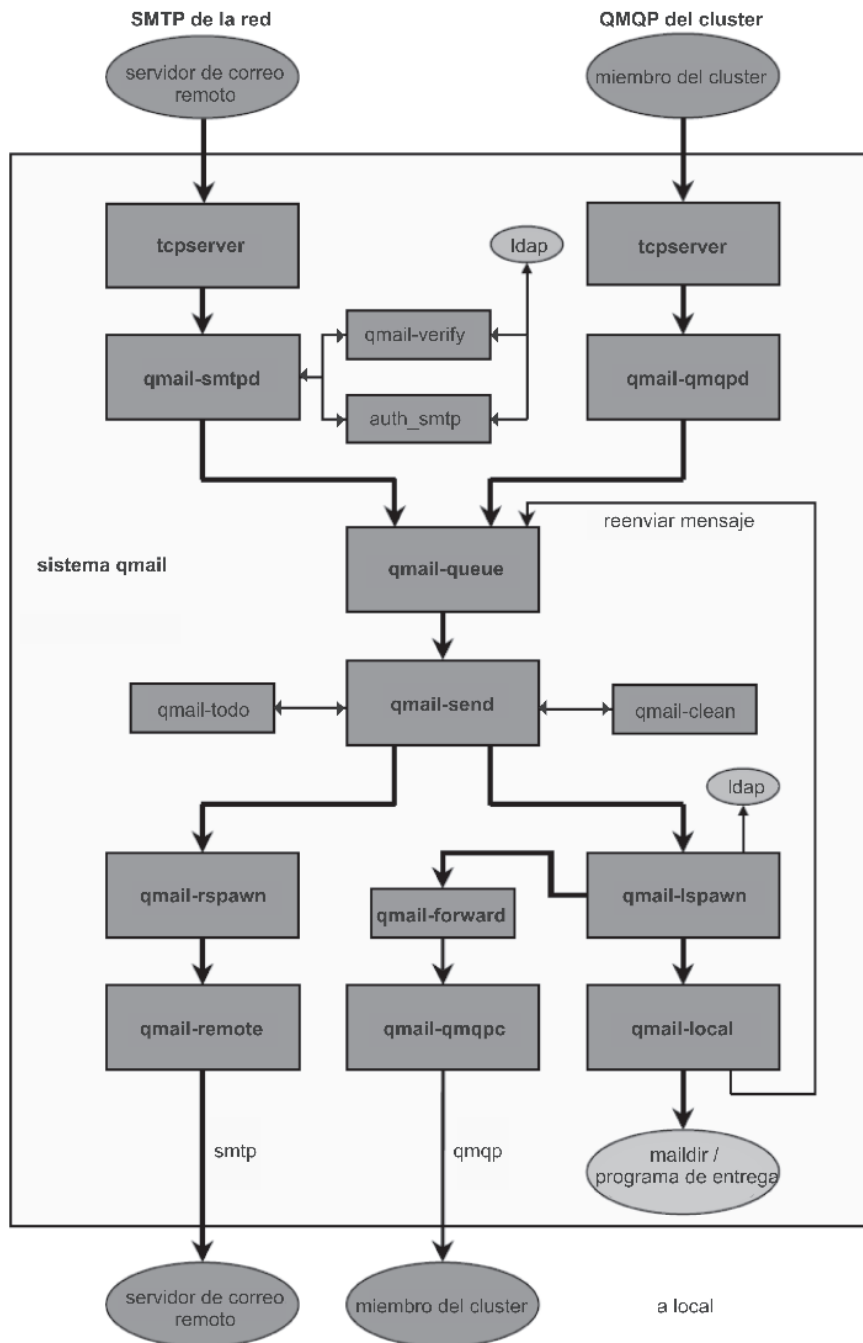 SMTP de la red
QMQP del cluster
servidor de correo
remoto
miembro del cluster
tcpserver
ldap
tcpserver
qmail-verify
qmail-smtpd
qmail-qmqpd
auth_smtp
reenviar mensaje
sistema qmail
qmail-queue
qmail-todo
qmail-send
qmail-clean
ldap
qmail-rspawn
qmail-forward
qmail-lspawn
qmail-remote
qmail-qmqpc
qmail-local
smtp
qmqp
maildir /
programa de entrega
servidor de correo
remoto
miembro del cluster
a local